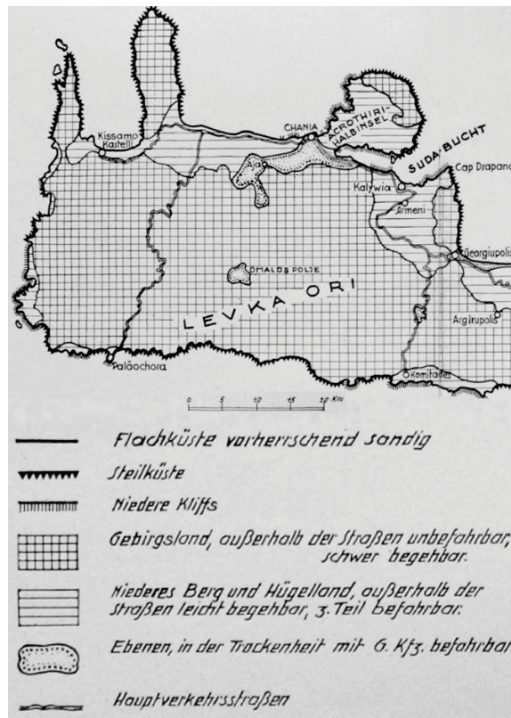 Kissamo
Kastelli
CHANIA
ACROTHIRI-
HALBINSEL
SUDA-BUCHT
Cap Drapano
Aja
Kalywia
Armeni
Georgiupolis
OMALOS POLJE
LEVKA ORI
Argirupolis
Paläochora
Komitades
0 5 10 15 20 Km
Flachküste vorherrschend sandig
Steilküste
Niedere Kliffs
Gebirgsland, außerhalb der Straßen unbefahrbar,
schwer begehbar.
Niederes Berg und Hügelland, außerhalb der
Straßen leicht begehbar, z. Teil befahrbar.
Ebenen, in der Trockenheit mit G. Kfz. befahrbar
Hauptverkehrsstraßen